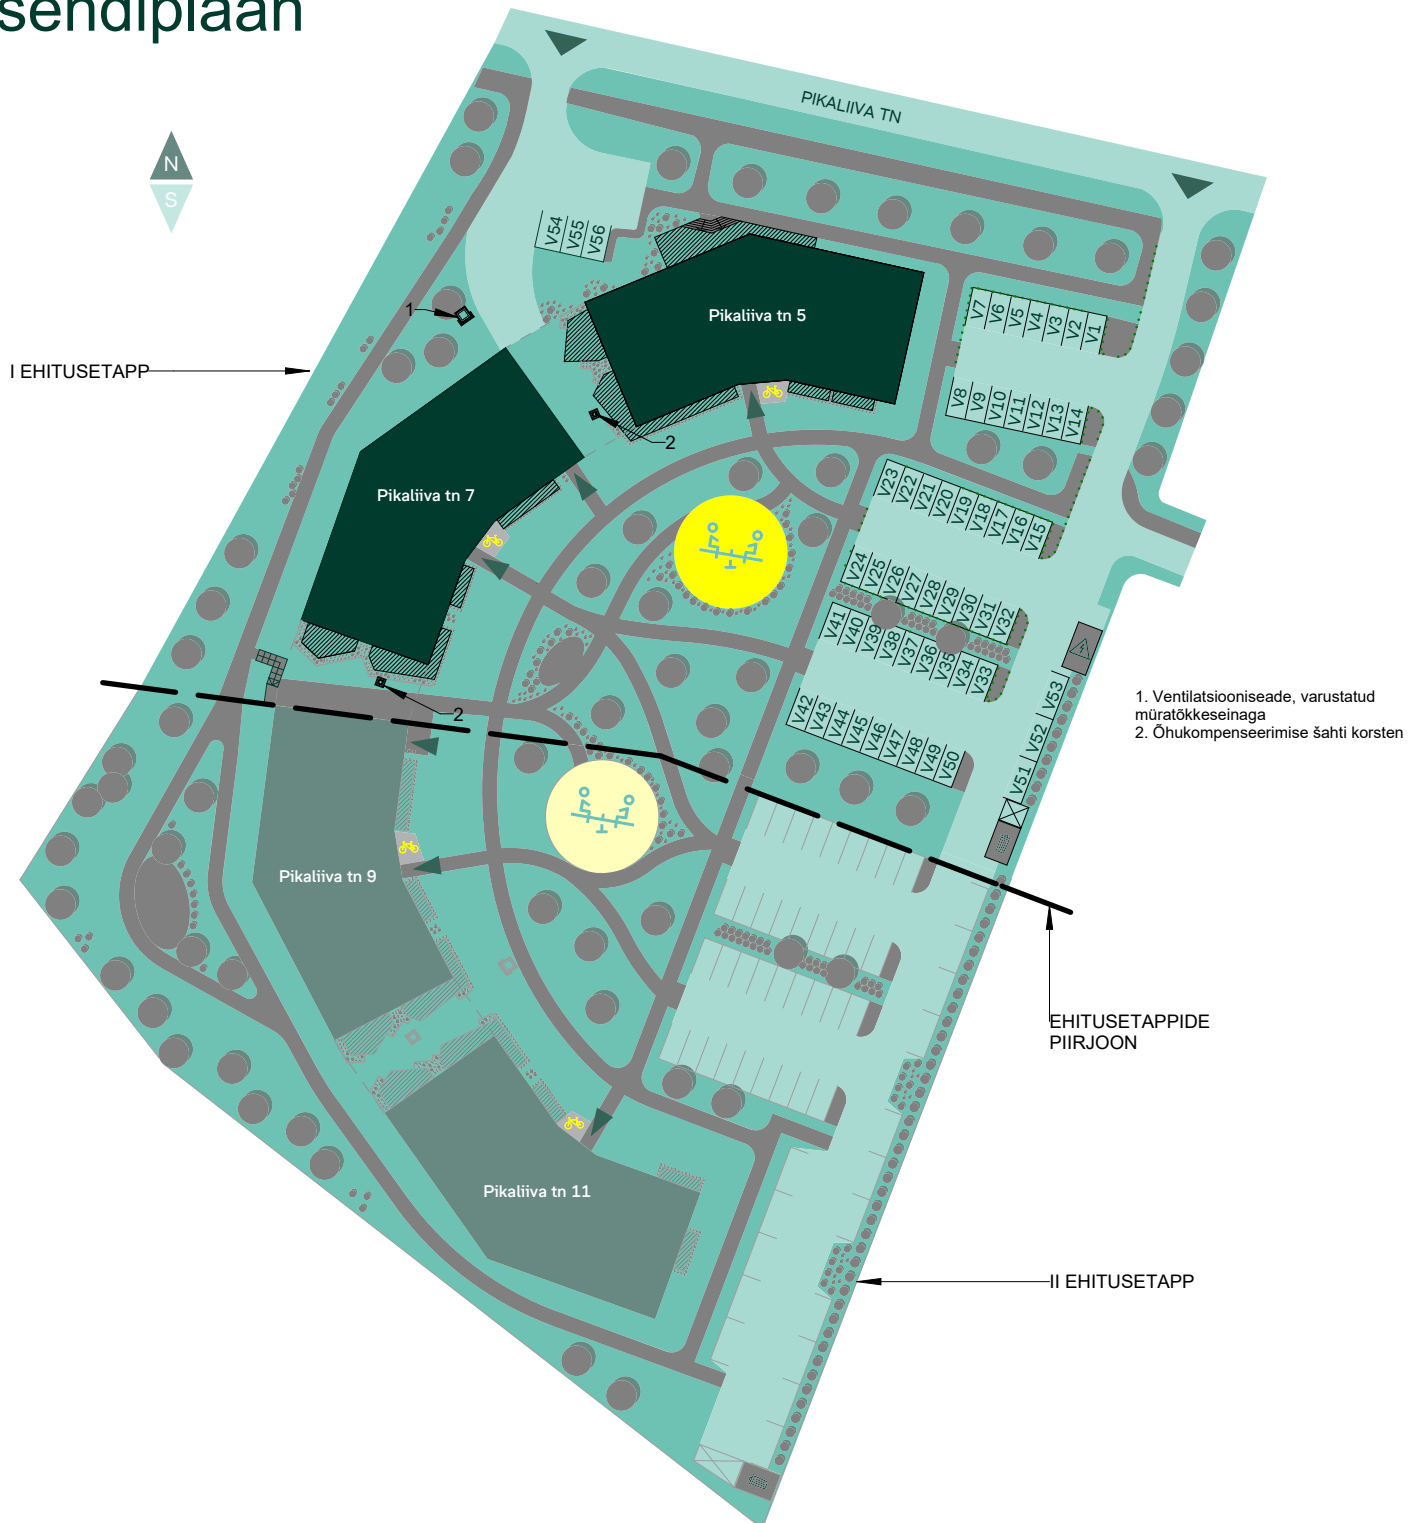 sendiplaan
PIKALIIVA TN
N
S
V54
V55
V56
1
I EHITUSETAPP
Pikaliiva tn 5
V7
V6
V5
V4
V3
V2
V1
V8
V9
V10
V11
V12
V13
V14
2
Pikaliiva tn 7
V23
V22
V21
V20
V19
V18
V17
V16
V15
V24
V25
V26
V27
V28
V29
V30
V31
V32
V41
V40
V39
V38
V37
V36
V35
V34
V33
V42
V43
V44
V45
V46
V47
V48
V49
V50
V53
V52
V51
2
1. Ventilatsiooniseade, varustatud
müratõkkeseinaga
2. Õhukompenseerimise šahti korsten
Pikaliiva tn 9
EHITUSETAPPIDE
PIIRJOON
Pikaliiva tn 11
II EHITUSETAPP